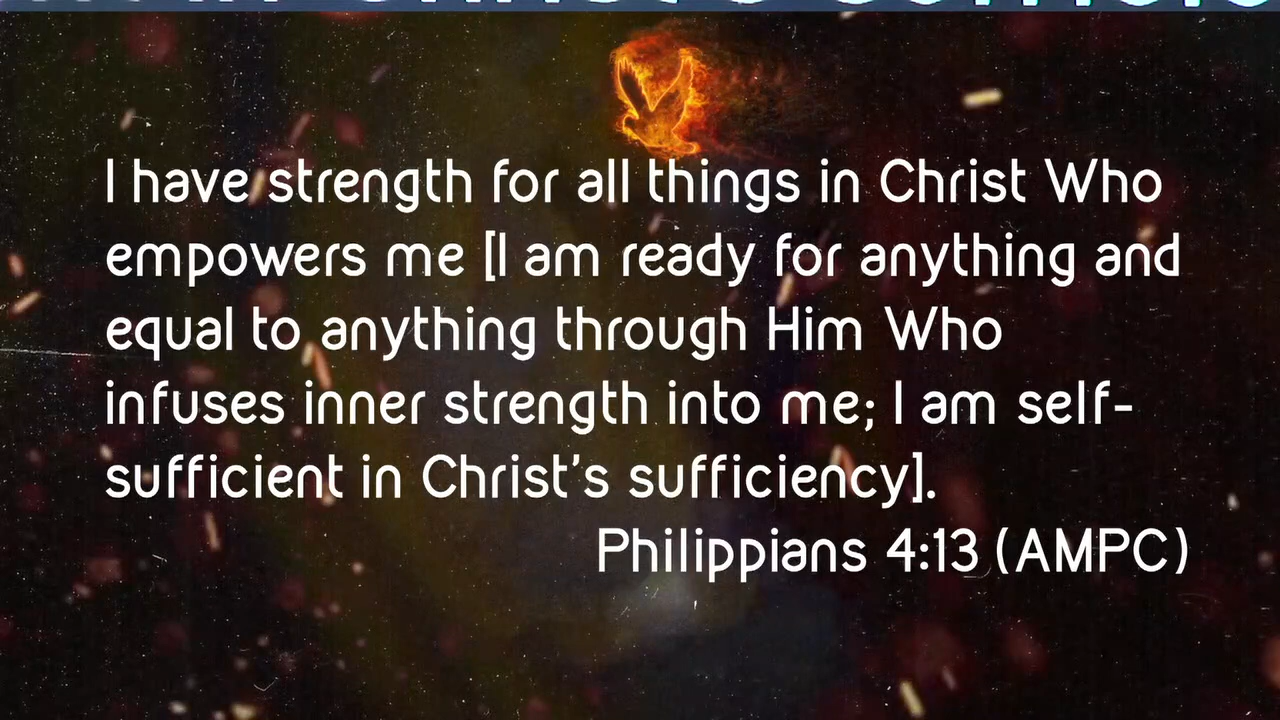 I have strength for all things in Christ Who
empowers me [I am ready for anything and
equal to anything through Him Who
infuses inner strength into me; I am self-
sufficient in Christ's sufficiency].
Philippians 4:13 (AMPC)